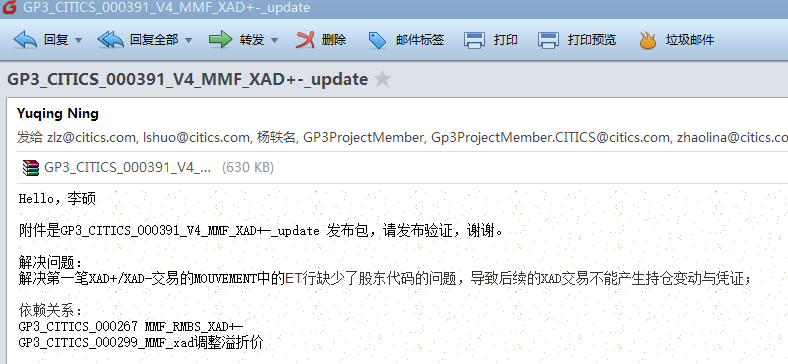 GP3_CITICS_000391_V4_MMF_XAD+-_update
回复 回复全部 转发 删除 邮件标签 打印 打印预览 垃圾邮件
GP3_CITICS_000391_V4_MMF_XAD+-_update
Yuqing Ning
发给 zlz@citics.com, lshuo@citics.com, 杨轶名, GP3ProjectMember, Gp3ProjectMember.CITICS@citics.com, zhaolina@citics.co
GP3_CITICS_000391_V4_... (630 KB)
Hello，李硕
附件是GP3_CITICS_000391_V4_MMF_XAD+-_update 发布包，请发布验证，谢谢。
解决问题：
解决第一笔XAD+/XAD-交易的MOUVEMENT中的ET行缺少了股东代码的问题，导致后续的XAD交易不能产生持仓变动与凭证；
依赖关系：
GP3_CITICS_000267 MMF_RMBS_XAD+-
GP3_CITICS_000299_MMF_xad调整溢折价